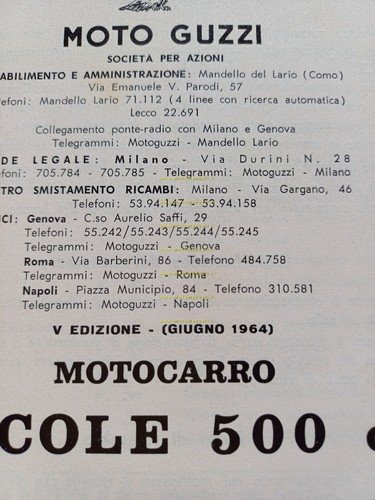 MOTO GUZZI
SOCIETÀ PER AZIONI
ABILIMENTO E AMMINISTRAZIONE: Mandello del Lario (Como)
Via Emanuele V. Parodi, 57
lefoni: Mandello Lario 71.112 (4 linee con ricerca automatica)
Lecco 22.691
Collegamento ponte-radio con Milano e Genova
Telegrammi: Motoguzzi - Mandello Lario
DE LEGALE: Milano - Via Durini N. 28
efoni: 705.784 - 705.785 - Telegrammi: Motoguzzi - Milano
TRO SMISTAMENTO RICAMBI: Milano - Via Gargano, 46
Telefoni: 53.94.147 - 53.94.158
ICI: Genova - C.so Aurelio Saffi, 29
Telefoni: 55.242/55.243/55.244/55.245
Telegrammi: Motoguzzi - Genova
Roma - Via Barberini, 86 - Telefono 484.758
Telegrammi: Motoguzzi - Roma
Napoli - Piazza Municipio, 84 - Telefono 310.581
Telegrammi: Motoguzzi - Napoli
V EDIZIONE - (GIUGNO 1964)
MOTOCARRO
COLE 500 c